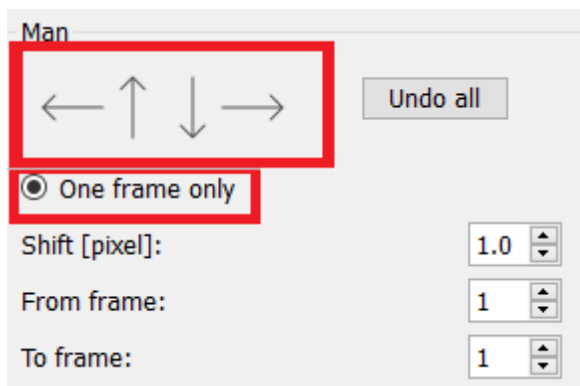 Man
Undo all
One frame only
Shift [pixel]: 1.0
From frame: 1
To frame: 1